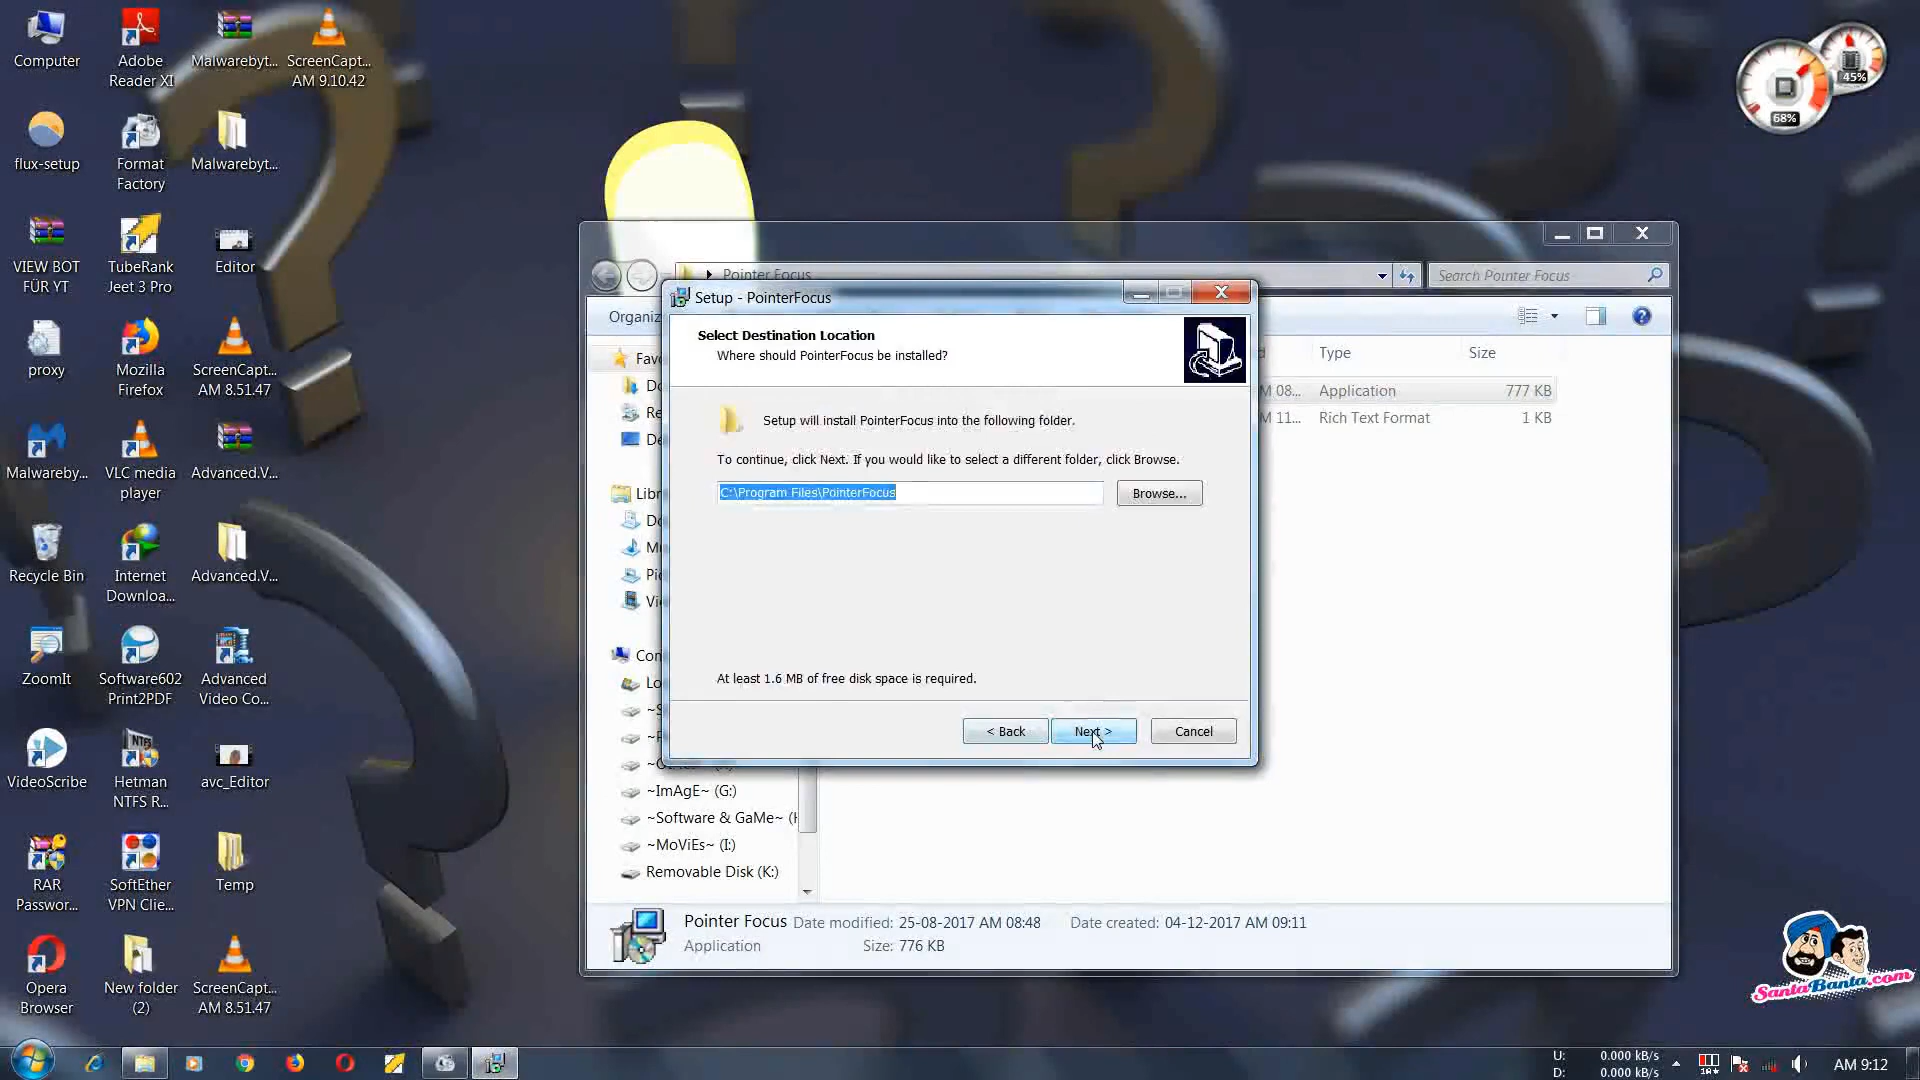 Computer
Adobe
Reader XI
Malwarebyt...
ScreenCapt...
AM 9.10.42
flux-setup
Format
Factory
Malwarebyt...
VIEW BOT
FÜR YT
TubeRank
Jeet 3 Pro
Editor
proxy
Mozilla
Firefox
ScreenCapt...
AM 8.51.47
Malwareby...
VLC media
player
Advanced.V...
Recycle Bin
Internet
Downloa...
Advanced.V...
ZoomIt
Software602
Print2PDF
Advanced
Video Co...
VideoScribe
Hetman
NTFS R...
avc_Editor
RAR
Passwor...
SoftEther
VPN Clie...
Temp
Opera
Browser
New folder
(2)
ScreenCapt...
AM 8.51.47
45%
68%
Pointer Focus
Search Pointer Focus
Organiz
Type
Size
Application
777 KB
Rich Text Format
1 KB
M 08...
M 11...
Setup - PointerFocus
Select Destination Location
Where should PointerFocus be installed?
Setup will install PointerFocus into the following folder.
To continue, click Next. If you would like to select a different folder, click Browse.
C:\Program Files\PointerFocus
Browse...
At least 1.6 MB of free disk space is required.
< Back
Next >
Cancel
~ImAgE~ (G:)
~Software & GaMe~ (H
~MoViEs~ (I:)
Removable Disk (K:)
Pointer Focus
Date modified: 25-08-2017 AM 08:48
Date created: 04-12-2017 AM 09:11
Application
Size: 776 KB
SantaBanta.com
U: 0.000 kB/s
D: 0.000 kB/s
AM 9:12